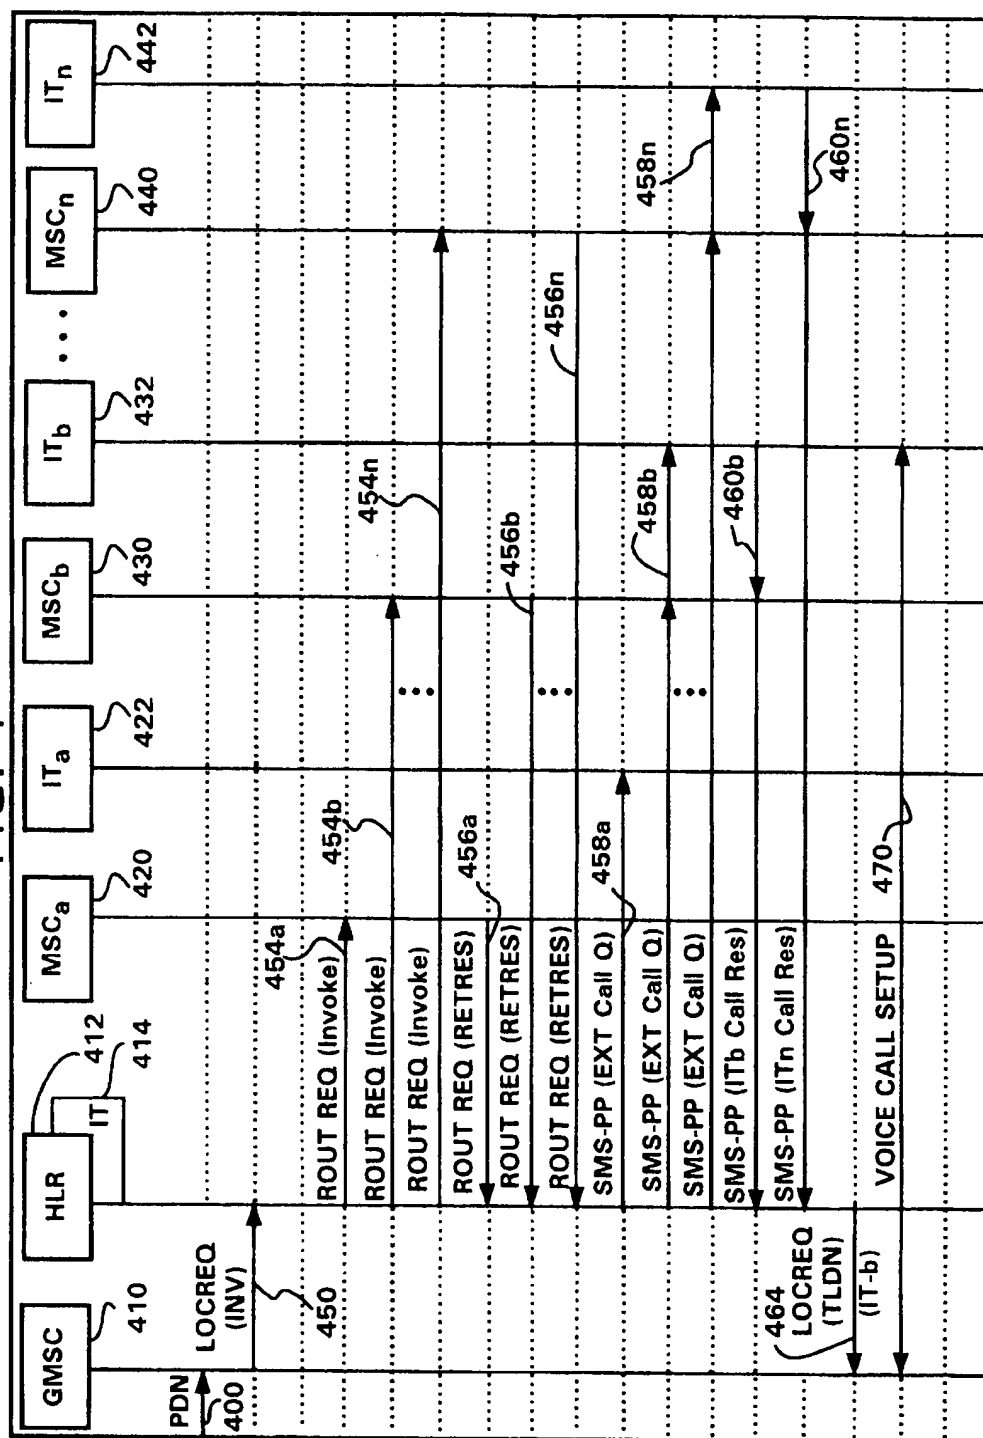 GMSC
410
HLR
412
IT
414
MSCa
420
ITa
422
MSCb
430
ITb
432
...
MSCn
440
ITn
442
PDN
400
LOCREQ
(INV)
450
ROUT REQ (Invoke)
454a
ROUT REQ (Invoke)
454b
ROUT REQ (Invoke)
454n
ROUT REQ (RETRES)
456a
ROUT REQ (RETRES)
456b
ROUT REQ (RETRES)
456n
SMS-PP (EXT Call Q)
458a
SMS-PP (EXT Call Q)
458b
SMS-PP (EXT Call Q)
458n
SMS-PP (ITb Call Res)
460b
SMS-PP (ITn Call Res)
460n
464
LOCREQ
(TLDN)
(IT-b)
VOICE CALL SETUP
470